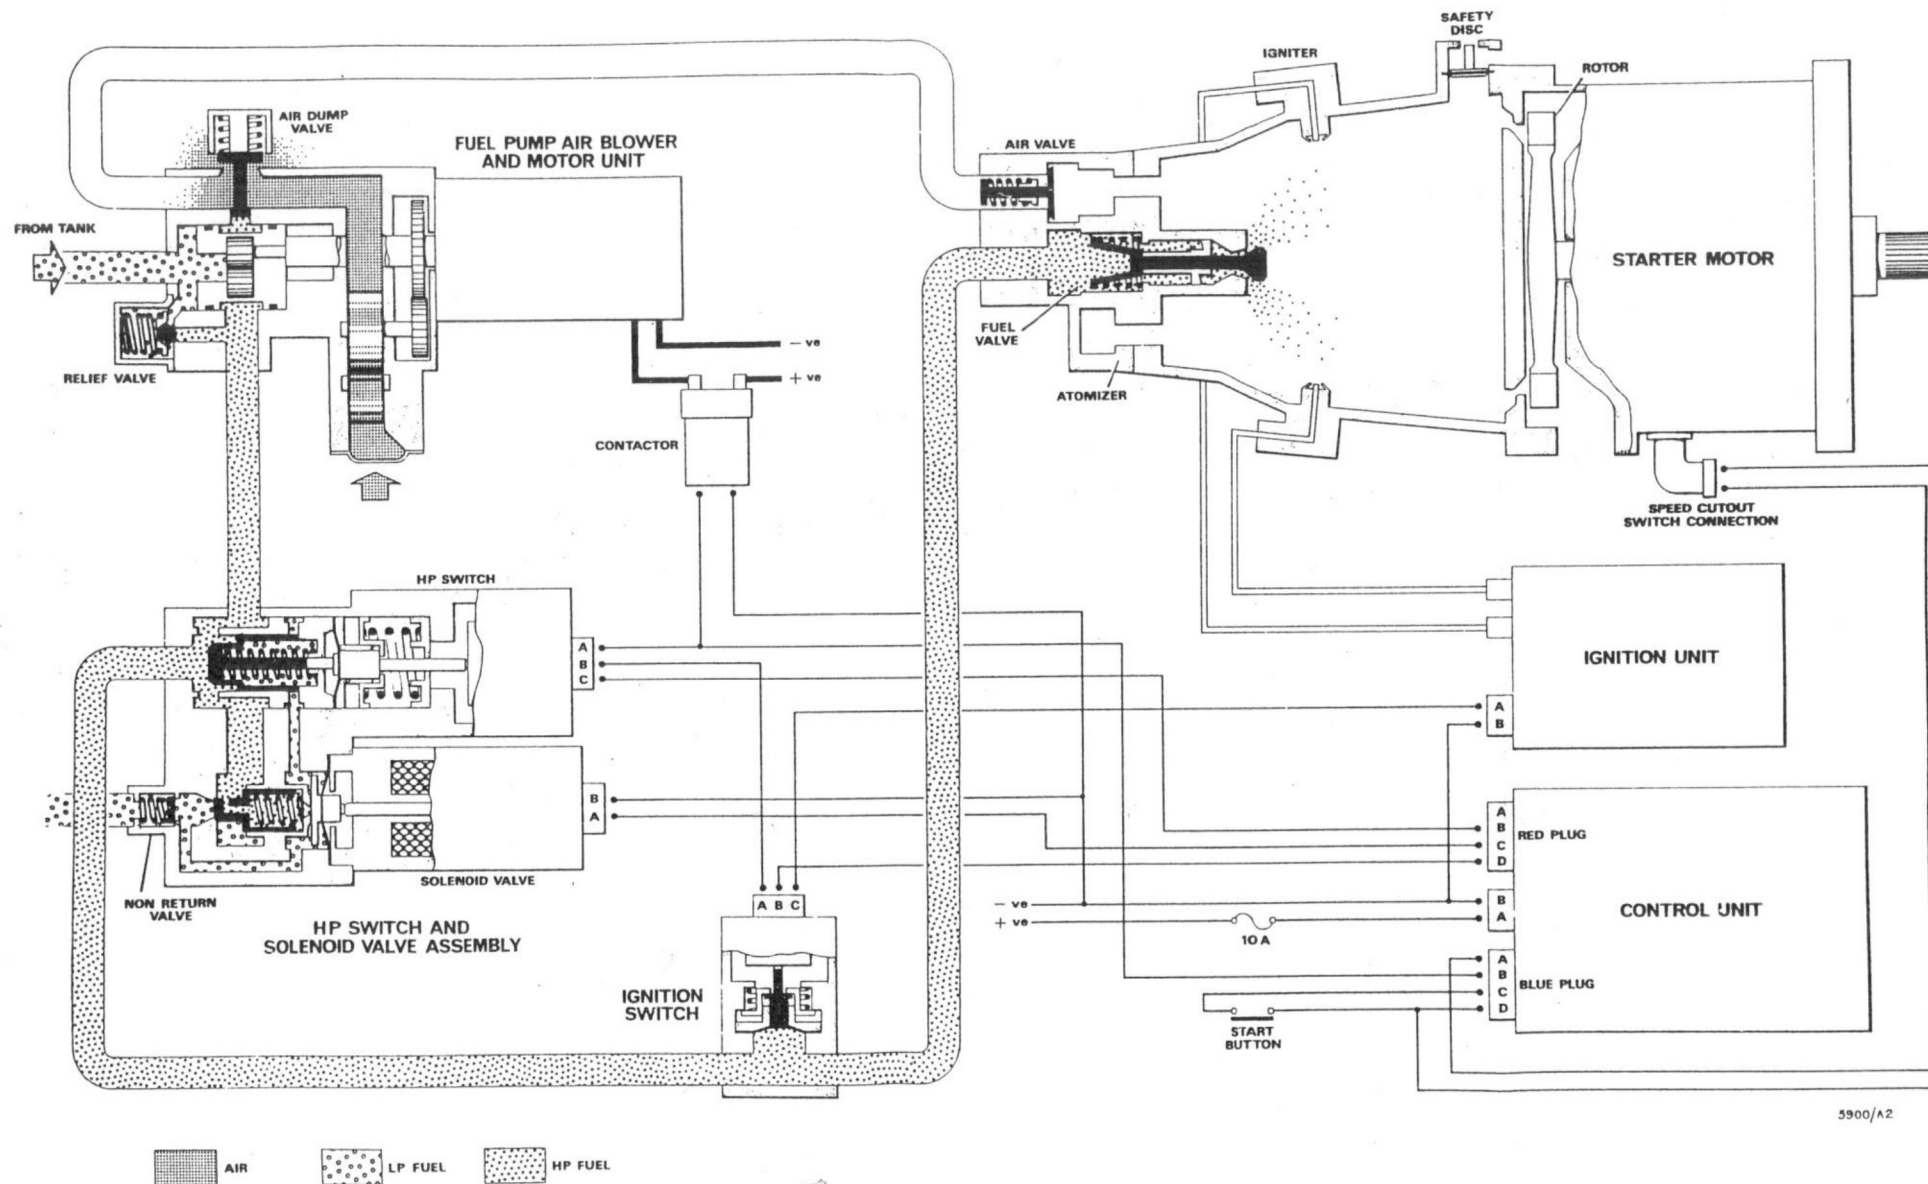 SAFETY
DISC
IGNITER
ROTOR
AIR DUMP
VALVE
FUEL PUMP AIR BLOWER
AND MOTOR UNIT
AIR VALVE
FROM TANK
STARTER MOTOR
FUEL
VALVE
- ve
+ ve
RELIEF VALVE
ATOMIZER
CONTACTOR
SPEED CUTOUT
SWITCH CONNECTION
HP SWITCH
A
B
C
IGNITION UNIT
A
B
B
A
SOLENOID VALVE
NON RETURN
VALVE
HP SWITCH AND
SOLENOID VALVE ASSEMBLY
A B C
A
B
C
D
RED PLUG
- ve
+ ve
10 A
B
A
CONTROL UNIT
A
B
C
D
BLUE PLUG
IGNITION
SWITCH
START
BUTTON
5900/A2
AIR
LP FUEL
HP FUEL